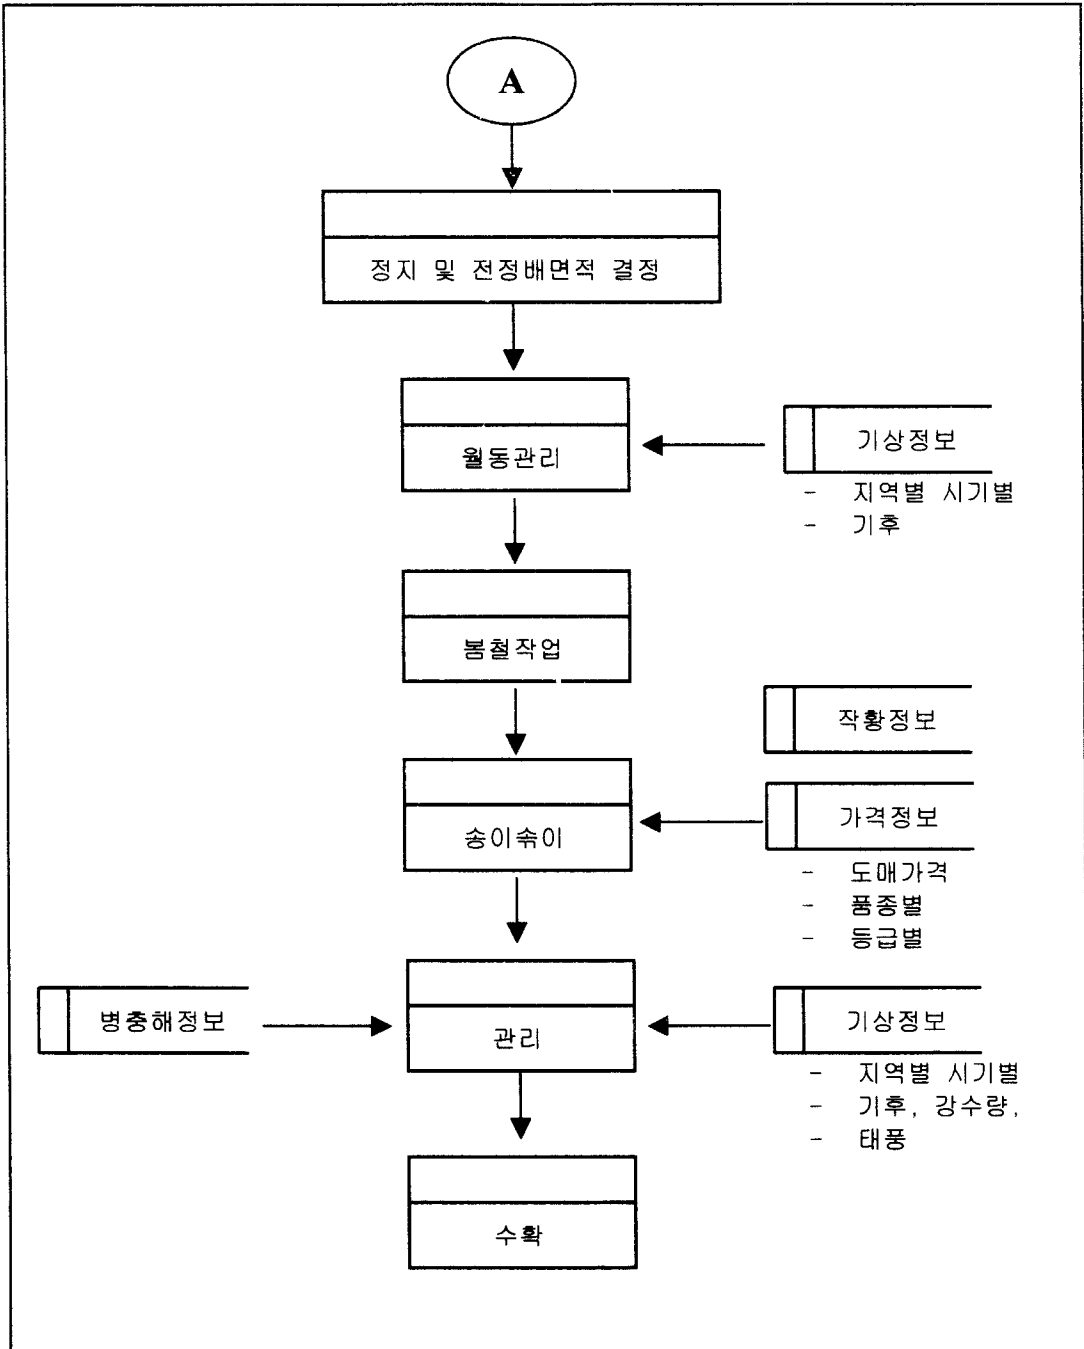 A
정지 및 전정배면적 결정
월동관리
기상정보
- 지역별 시기별
- 기후
봄철작업
작황정보
송이솎이
가격정보
- 도매가격
- 품종별
- 등급별
병충해정보
관리
기상정보
- 지역별 시기별
- 기후, 강수량,
- 태풍
수확